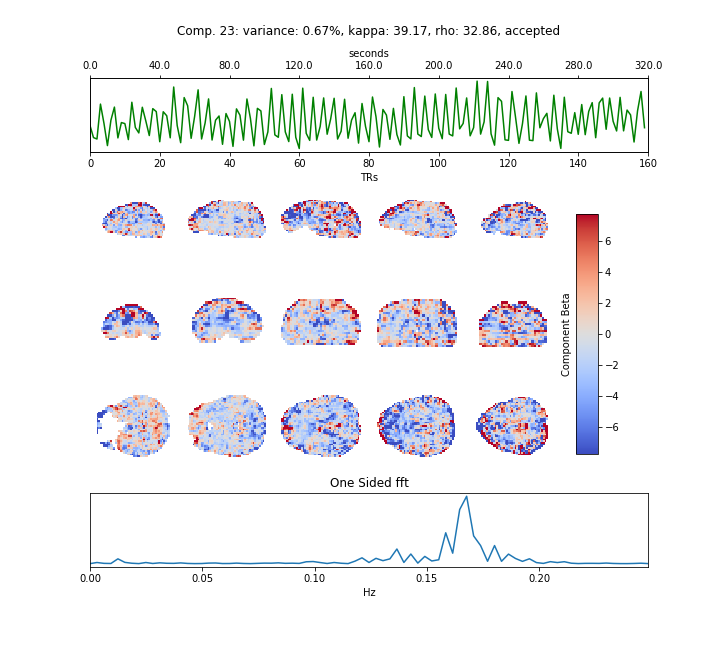 Comp. 23: variance: 0.67%, kappa: 39.17, rho: 32.86, accepted
seconds
0.0 40.0 80.0 120.0 160.0 200.0 240.0 280.0 320.0
0 20 40 60 80 100 120 140 160
TRs
6
4
2
0
−2
−4
−6
Component Beta
One Sided fft
0.00 0.05 0.10 0.15 0.20
Hz